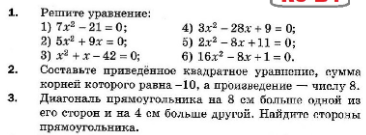 1. Решите уравнение:
1) 7x² − 21 = 0; 4) 3x² − 28x + 9 = 0;
2) 5x² + 9x = 0; 5) 2x² − 8x + 11 = 0;
3) x² + x − 42 = 0; 6) 16x² − 8x + 1 = 0.
2. Составьте приведённое квадратное уравнение, сумма
корней которого равна −10, а произведение — числу 8.
3. Диагональ прямоугольника на 8 см больше одной из
его сторон и на 4 см больше другой. Найдите стороны
прямоугольника.